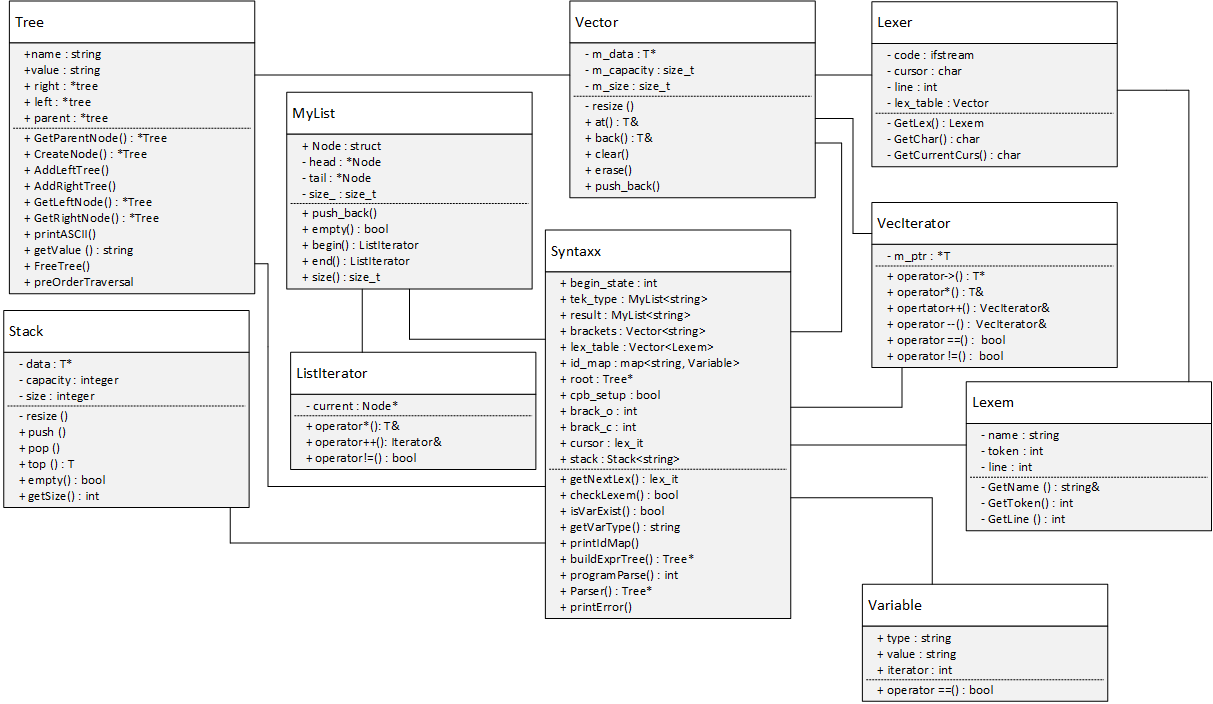 Tree
+name : string
+value : string
+ right : *tree
+ left : *tree
+ parent : *tree
+ GetParentNode() : *Tree
+ CreateNode() : *Tree
+ AddLeftTree()
+ AddRightTree()
+ GetLeftNode() : *Tree
+ GetRightNode() : *Tree
+ printASCII()
+ getValue () : string
+ FreeTree()
+ preOrderTraversal
Stack
- data : T*
- capacity : integer
- size : integer
- resize ()
+ push ()
+ pop ()
+ top () : T
+ empty() : bool
+ getSize() : int
MyList
+ Node : struct
- head : *Node
- tail : *Node
- size_ : size_t
+ push_back()
+ empty() : bool
+ begin() : ListIterator
+ end() : ListIterator
+ size() : size_t
ListIterator
- current : Node*
+ operator*(): T&
+ operator++(): Iterator&
+ operator!=() : bool
Vector
- m_data : T*
- m_capacity : size_t
- m_size : size_t
- resize ()
+ at() : T&
+ back() : T&
+ clear()
+ erase()
+ push_back()
Syntaxx
+ begin_state : int
+ tek_type : MyList<string>
+ result : MyList<string>
+ brackets : Vector<string>
+ lex_table : Vector<Lexem>
+ id_map : map<string, Variable>
+ root : Tree*
+ cpb_setup : bool
+ brack_o : int
+ brack_c : int
+ cursor : lex_it
+ stack : Stack<string>
+ getNextLex() : lex_it
+ checkLexem() : bool
+ isVarExist() : bool
+ getVarType() : string
+ printIdMap()
+ buildExprTree() : Tree*
+ programParse() : int
+ Parser() : Tree*
+ printError()
Lexer
- code : ifstream
- cursor : char
- line : int
- lex_table : Vector
- GetLex() : Lexem
- GetChar() : char
- GetCurrentCurs() : char
VecIterator
- m_ptr : *T
+ operator->() : T*
+ operator*() : T&
+ opertator++() : VecIterator&
+ operator --() : VecIterator&
+ operator ==() : bool
+ operator !=() : bool
Lexem
- name : string
- token : int
- line : int
- GetName () : string&
- GetToken() : int
- GetLine () : int
Variable
+ type : string
+ value : string
+ iterator : int
+ operator ==() : bool